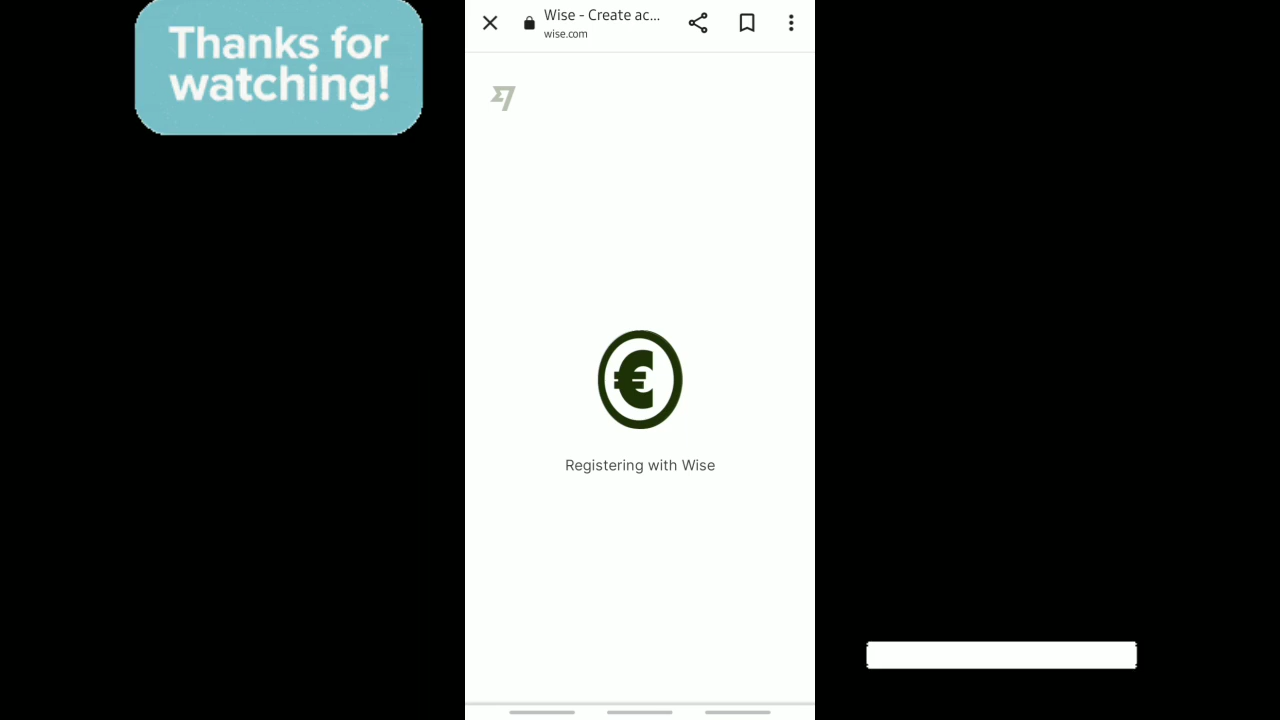 Thanks for
watching!
Wise - Create ac...
wise.com
€
Registering with Wise